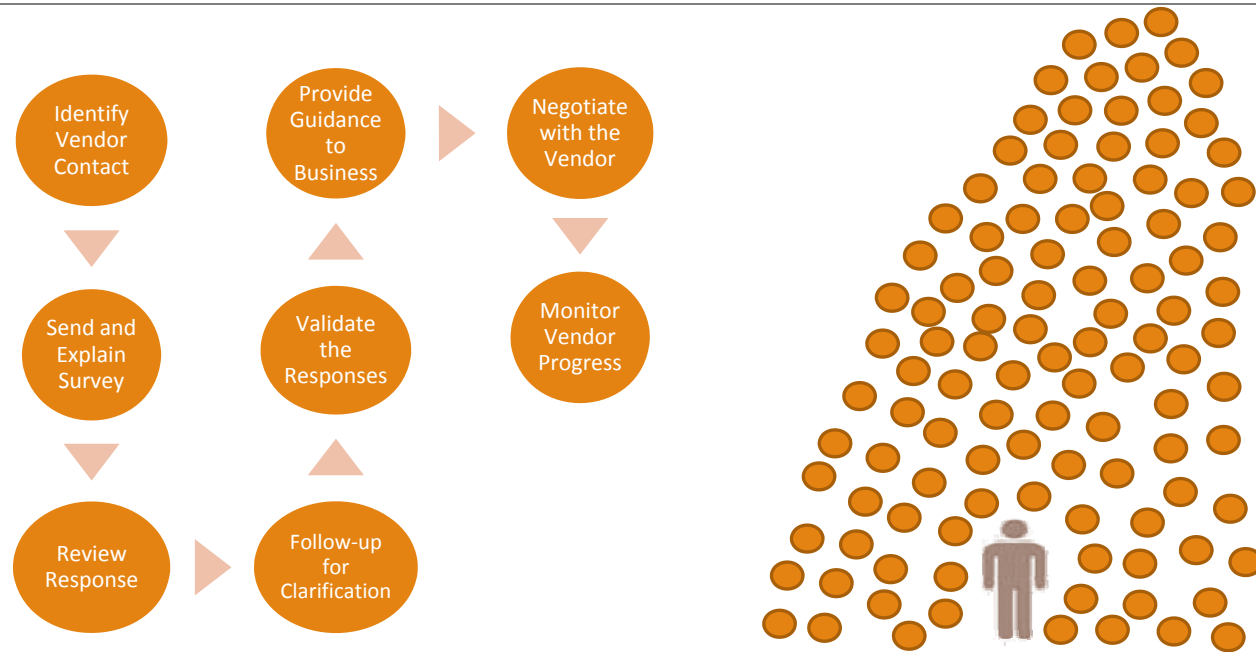 Identify
Vendor
Contact
Send and
Explain
Survey
Review
Response
Follow-up
for
Clarification
Validate
the
Responses
Provide
Guidance
to
Business
Negotiate
with the
Vendor
Monitor
Vendor
Progress